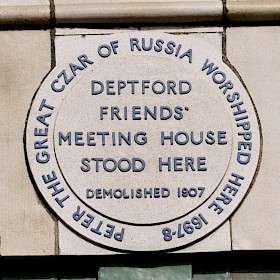 PETER THE GREAT CZAR OF RUSSIA WORSHIPPED HERE 1697-8
DEPTFORD
FRIENDS'
MEETING HOUSE
STOOD HERE
DEMOLISHED 1907